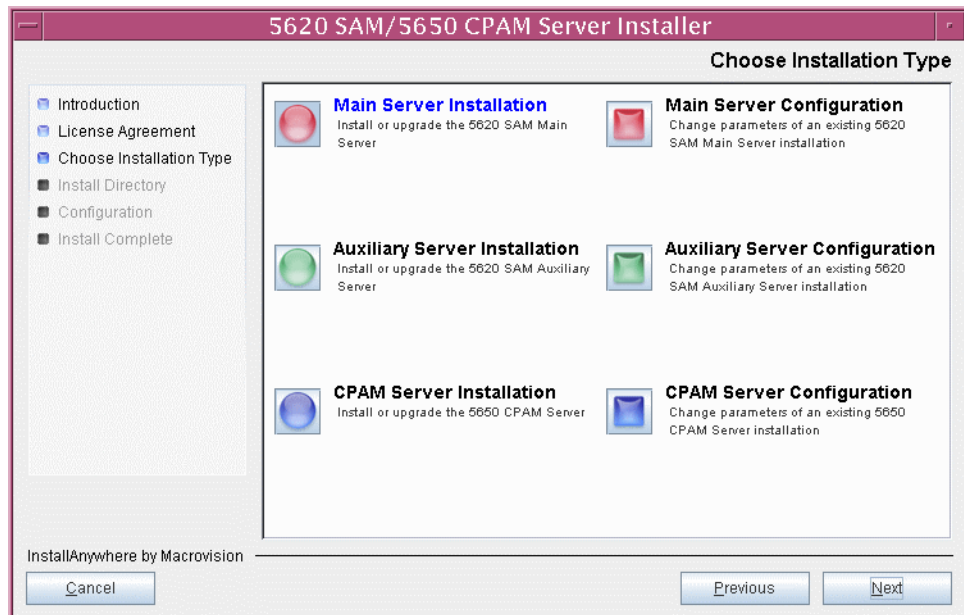 5620 SAM/5650 CPAM Server Installer
Choose Installation Type
Introduction
License Agreement
Choose Installation Type
Install Directory
Configuration
Install Complete
Main Server Installation
Install or upgrade the 5620 SAM Main
Server
Main Server Configuration
Change parameters of an existing 5620
SAM Main Server installation
Auxiliary Server Installation
Install or upgrade the 5620 SAM Auxiliary
Server
Auxiliary Server Configuration
Change parameters of an existing 5620
SAM Auxiliary Server installation
CPAM Server Installation
Install or upgrade the 5650 CPAM Server
CPAM Server Configuration
Change parameters of an existing 5650
CPAM Server installation
InstallAnywhere by Macrovision
Cancel
Previous
Next